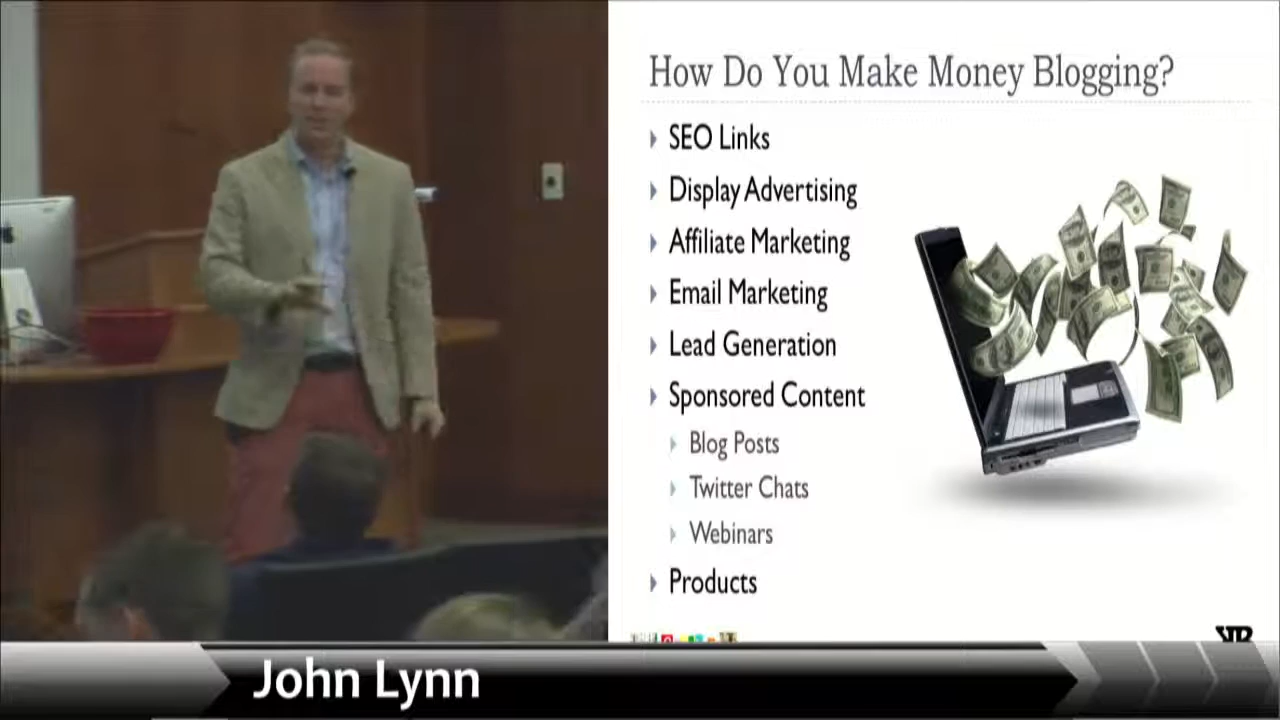 How Do You Make Money Blogging?
SEO Links
Display Advertising
Affiliate Marketing
Email Marketing
Lead Generation
Sponsored Content
Blog Posts
Twitter Chats
Webinars
Products
John Lynn